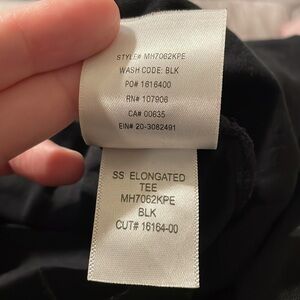 STYLE# MH7062KPE
WASH CODE: BLK
PO# 1616400
RN# 107906
CA# 00635
EIN# 20-3082491
SS ELONGATED
TEE
MH7062KPE
BLK
CUT# 16164-00